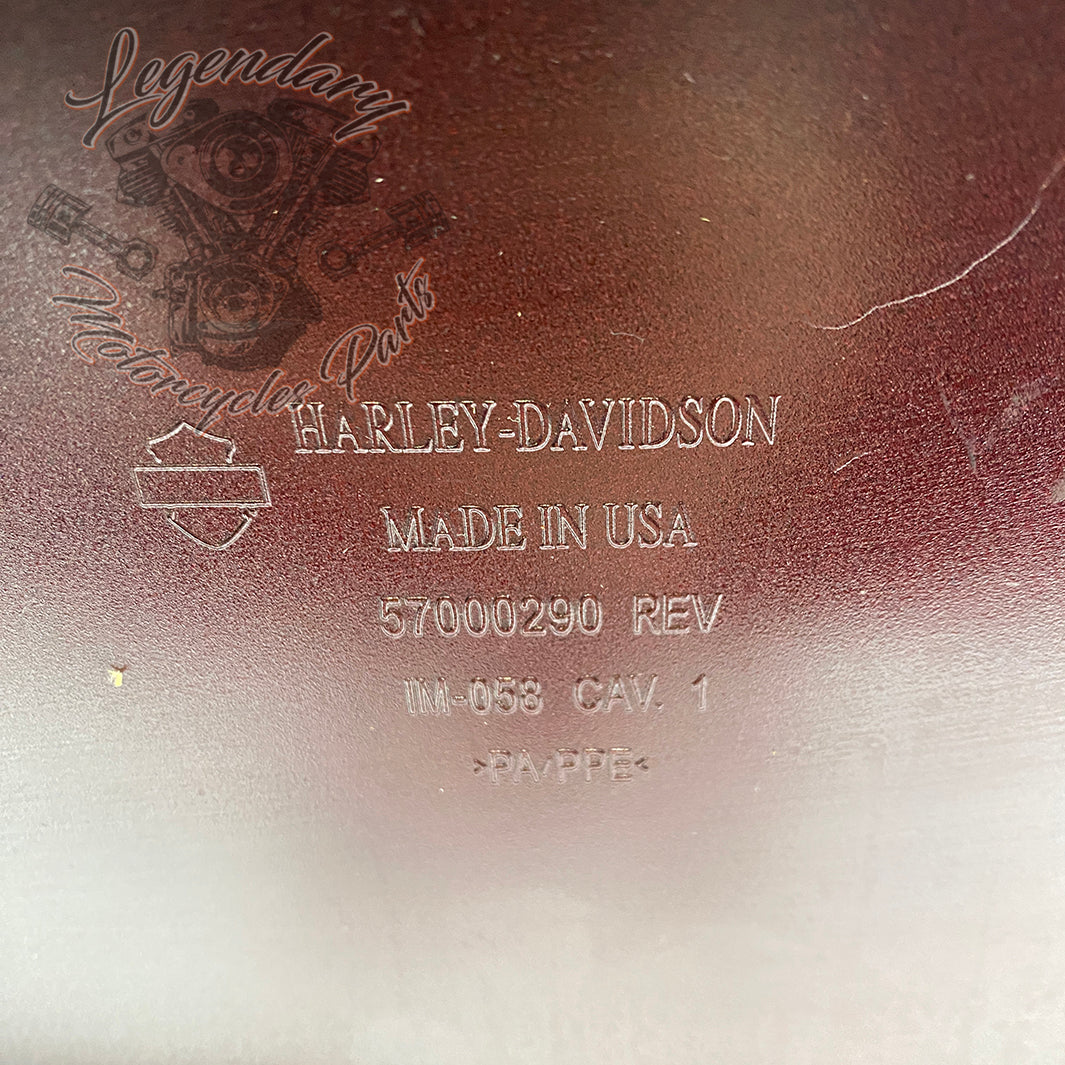 Legendary
Motorcycles Parts
HARLEY-DAVIDSON
MADE IN USA
57000290 REV
IM-058 CAV. 1
>PA/PPE<